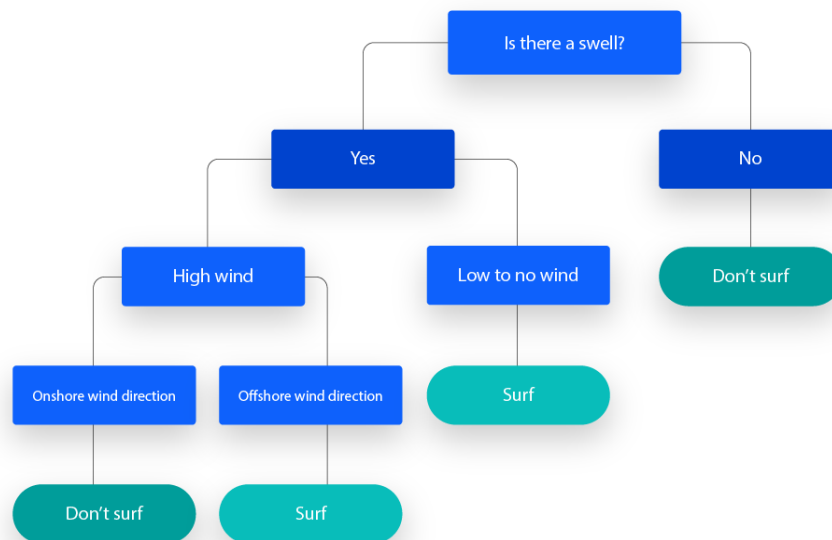 Is there a swell?
Yes
No
High wind
Low to no wind
Don’t surf
Onshore wind direction
Offshore wind direction
Surf
Don’t surf
Surf